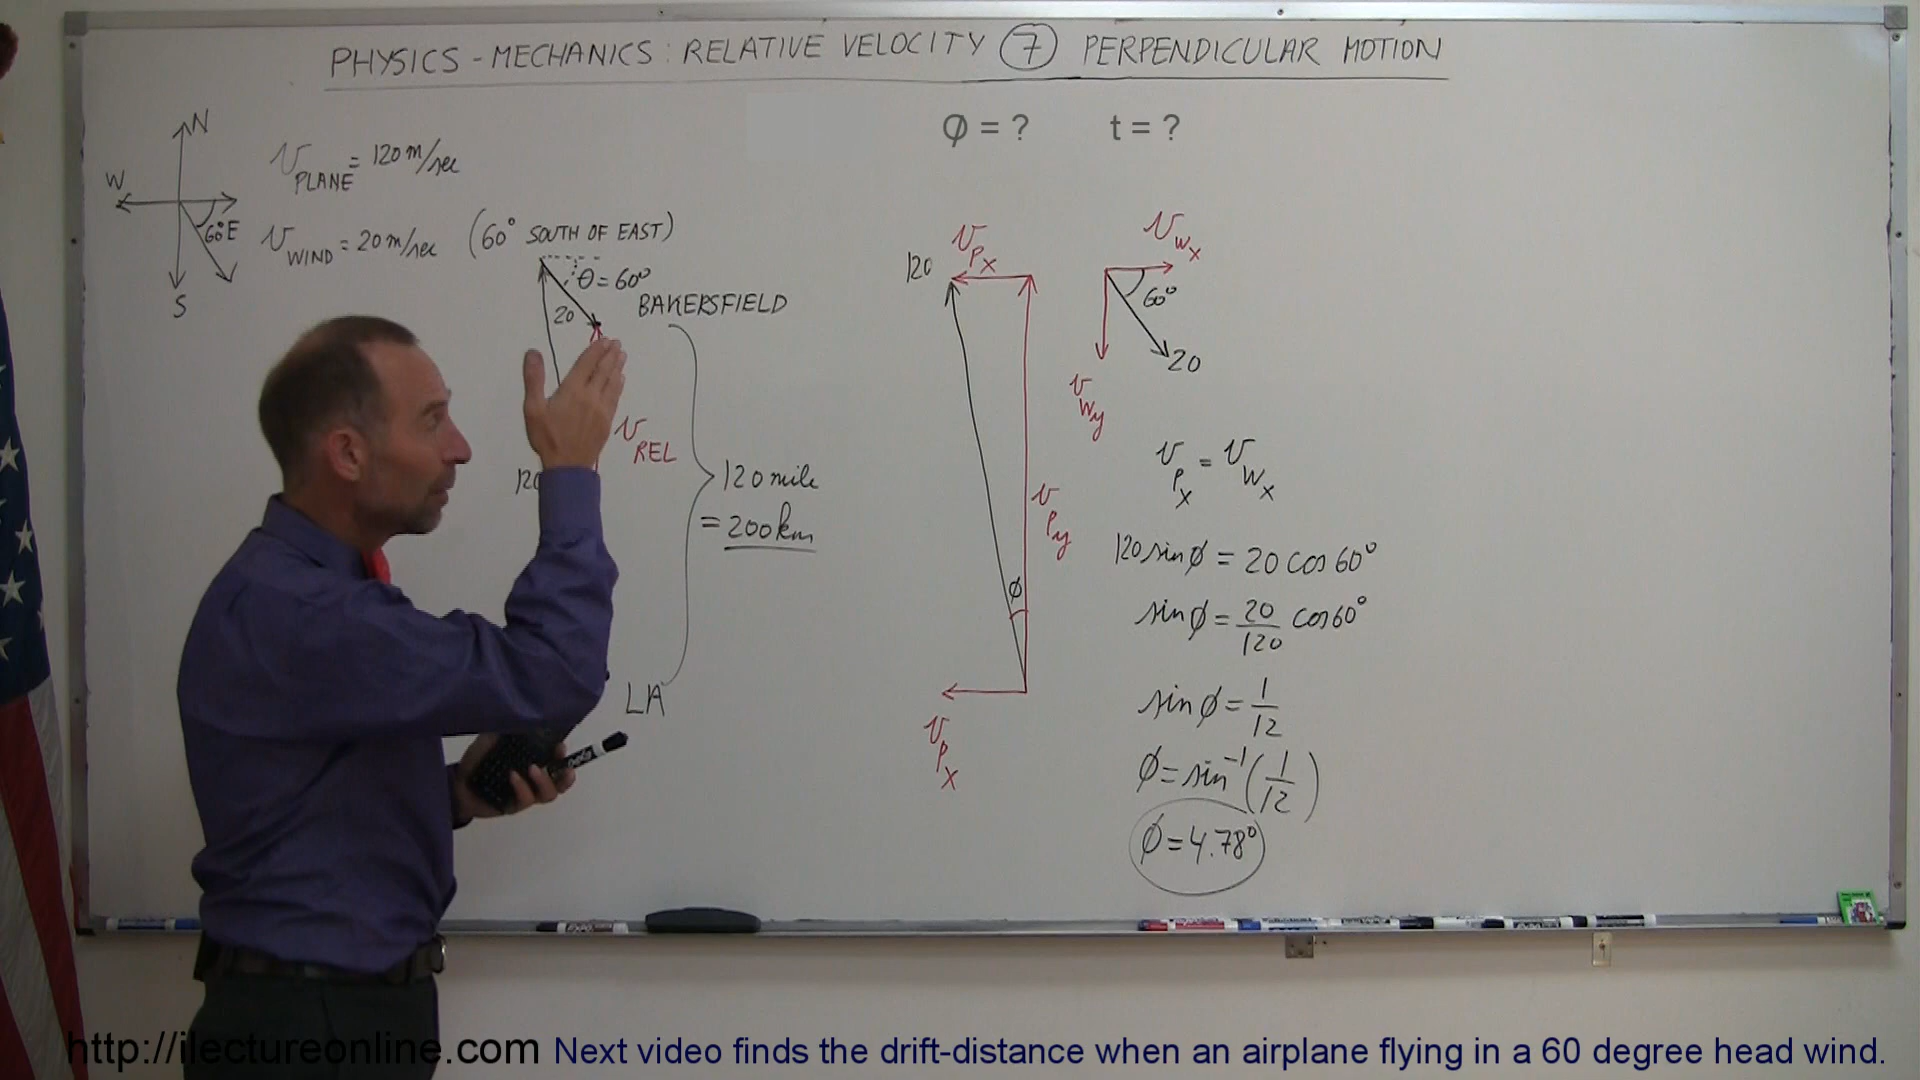 PHYSICS - MECHANICS: RELATIVE VELOCITY ⑦ PERPENDICULAR MOTION
φ = ?
t = ?
N
W
E
S
60°
V PLANE = 120 m/sec
V WIND = 20 m/sec (60° SOUTH OF EAST)
θ = 60°
20
BAKERSFIELD
V REL
120
120 mile
= 200 km
LA
V Px
120
V Py
φ
V Px
V Wx
60°
20
V Wy
V Px = V Wx
120 sin φ = 20 cos 60°
sin φ = 20/120 cos 60°
sin φ = 1/12
φ = sin⁻¹(1/12)
φ = 4.78°
EXPO
http://ilectureonline.com Next video finds the drift-distance when an airplane flying in a 60 degree head wind.